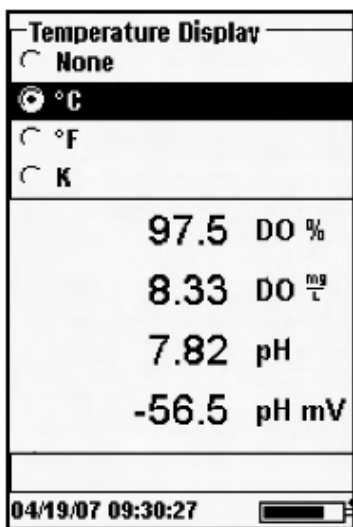 Temperature Display
None
°C
°F
K
97.5 DO %
8.33 DO mg/L
7.82 pH
-56.5 pH mV
04/19/07 09:30:27